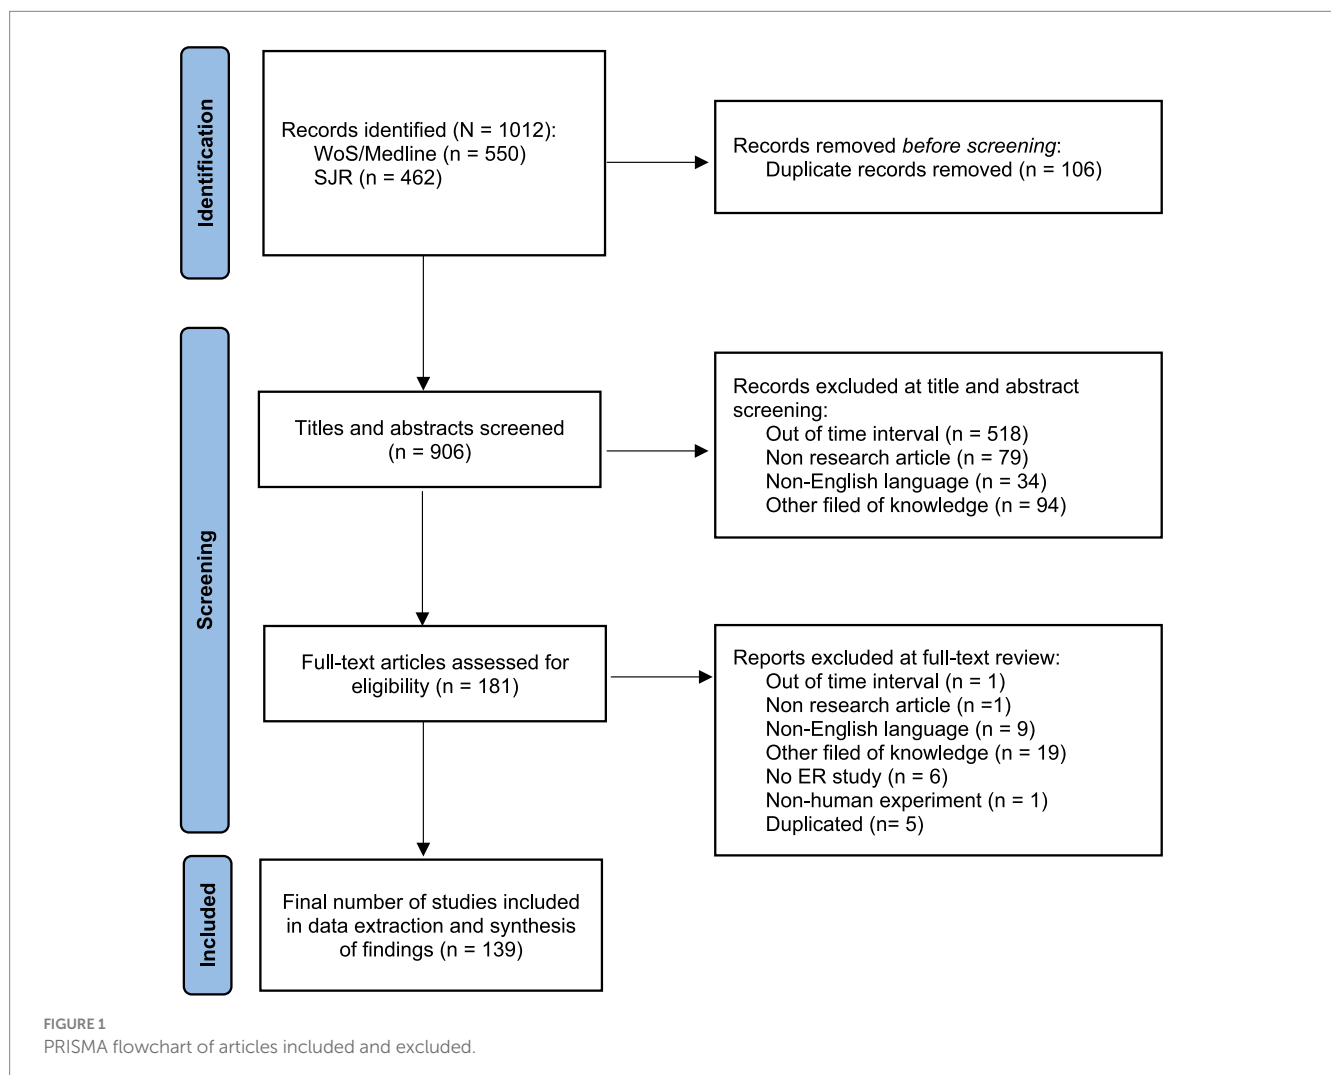 Identification
Records identified (N = 1012):
WoS/Medline (n = 550)
SJR (n = 462)
Records removed before screening:
Duplicate records removed (n = 106)
Screening
Titles and abstracts screened
(n = 906)
Records excluded at title and abstract
screening:
Out of time interval (n = 518)
Non research article (n = 79)
Non-English language (n = 34)
Other filed of knowledge (n = 94)
Full-text articles assessed for
eligibility (n = 181)
Reports excluded at full-text review:
Out of time interval (n = 1)
Non research article (n =1)
Non-English language (n = 9)
Other filed of knowledge (n = 19)
No ER study (n = 6)
Non-human experiment (n = 1)
Duplicated (n= 5)
Included
Final number of studies included
in data extraction and synthesis
of findings (n = 139)
FIGURE 1
PRISMA flowchart of articles included and excluded.